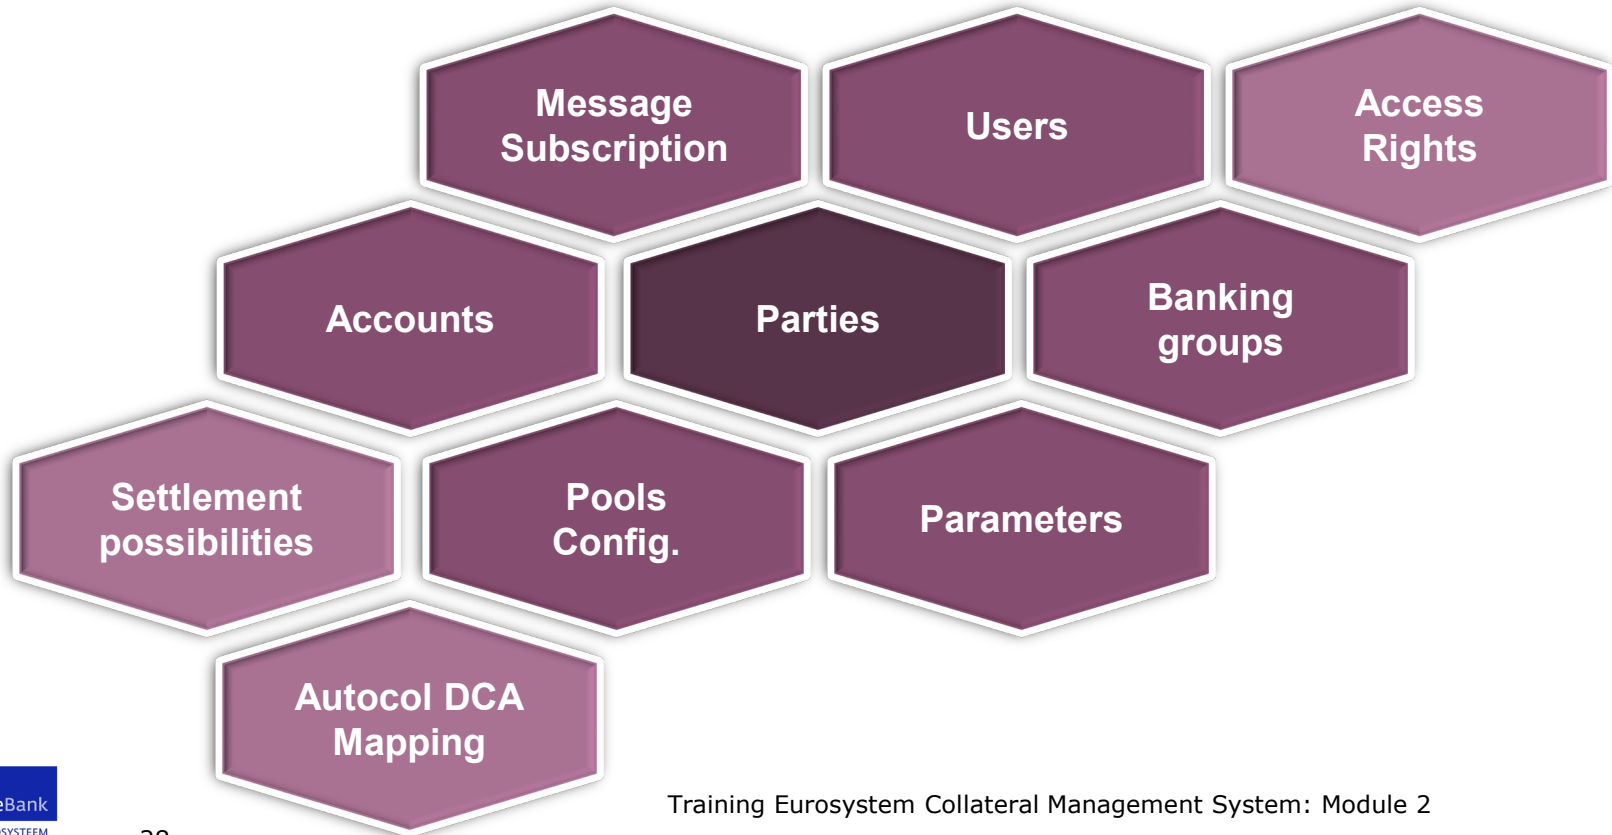 Message
Subscription
Users
Access
Rights
Accounts
Parties
Banking
groups
Settlement
possibilities
Pools
Config.
Parameters
Autocol DCA
Mapping
Training Eurosystem Collateral Management System: Module 2
eBank